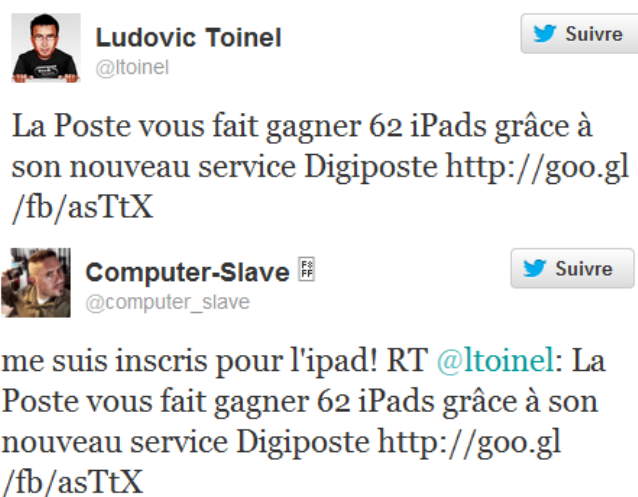 Ludovic Toinel
Suivre
@ltoinel
La Poste vous fait gagner 62 iPads grâce à
son nouveau service Digiposte http://goo.gl
/fb/asTtX
Computer-Slave
Suivre
@computer_slave
me suis inscris pour l'ipad! RT @ltoinel: La
Poste vous fait gagner 62 iPads grâce à son
nouveau service Digiposte http://goo.gl
/fb/asTtX